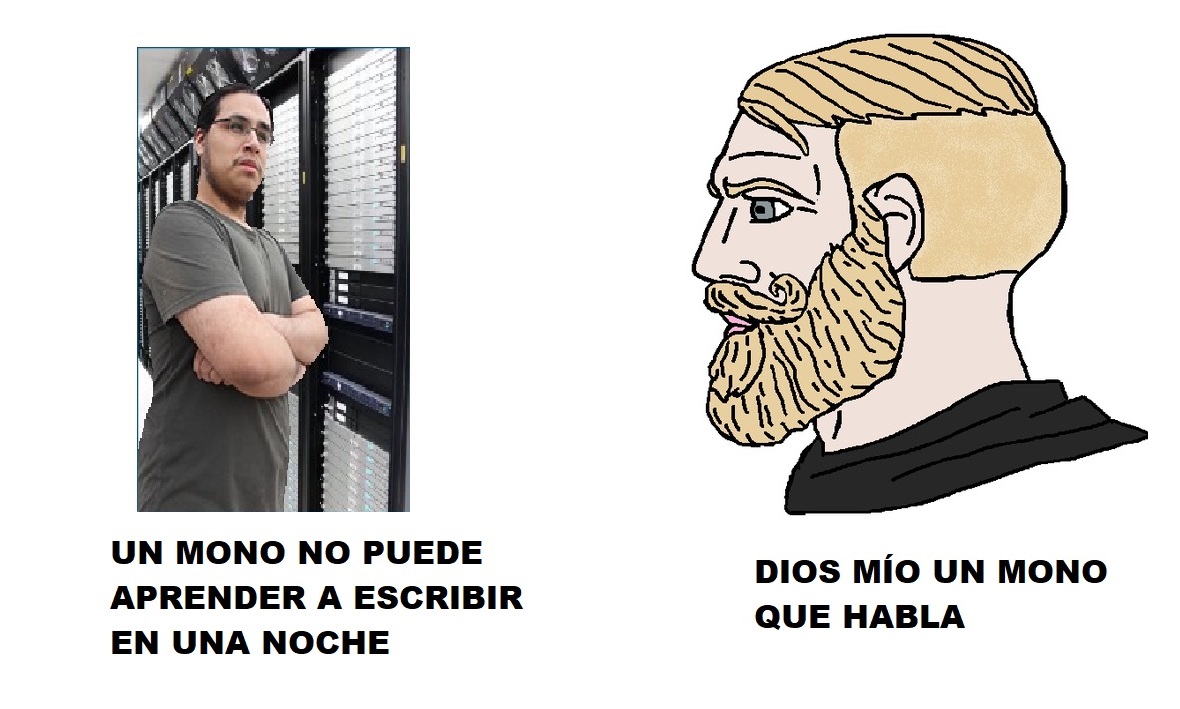 UN MONO NO PUEDE
APRENDER A ESCRIBIR
EN UNA NOCHE
DIOS MÍO UN MONO
QUE HABLA